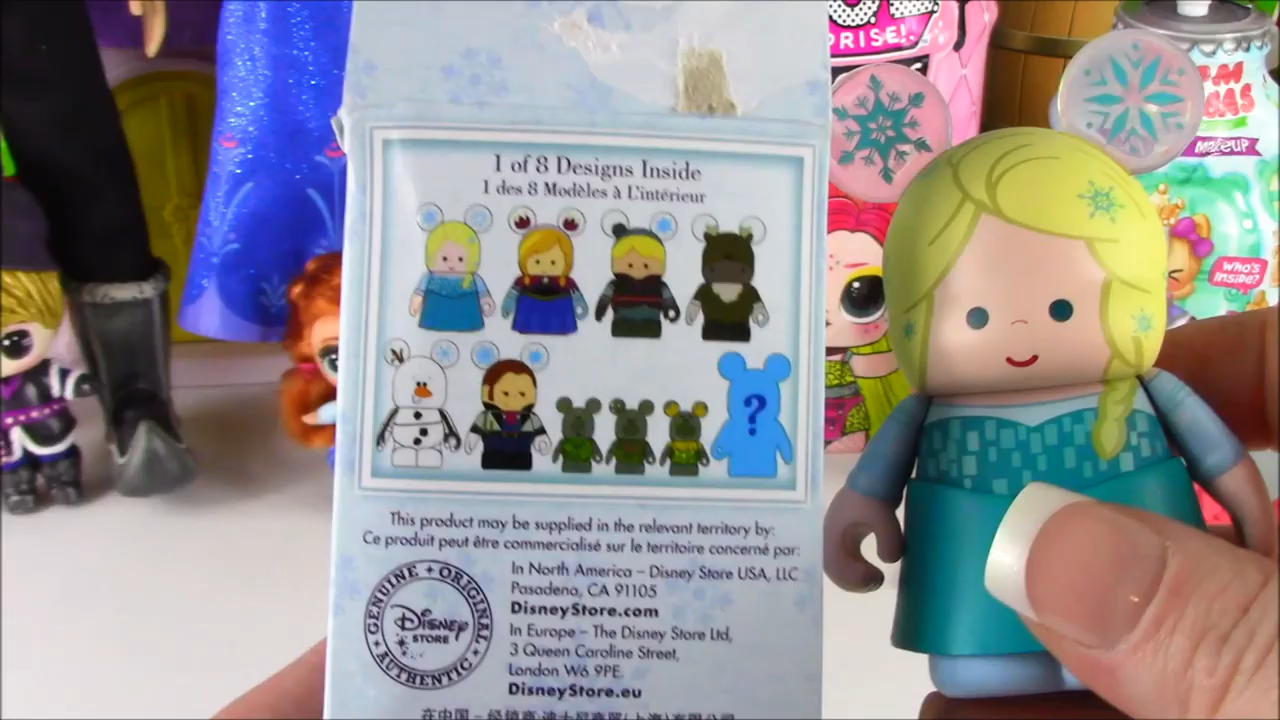 1 of 8 Designs Inside
1 des 8 Modèles à L'intérieur
?
This product may be supplied in the relevant territory by:
Ce produit peut être commercialisé sur le territoire concerné par:
GENUINE • ORIGINAL • AUTHENTIC
Disney
STORE
In North America – Disney Store USA, LLC
Pasadena, CA 91105
DisneyStore.com
In Europe – The Disney Store Ltd,
3 Queen Caroline Street,
London W6 9PE.
DisneyStore.eu
RISE!
Makeup
WHO'S
INSIDE?